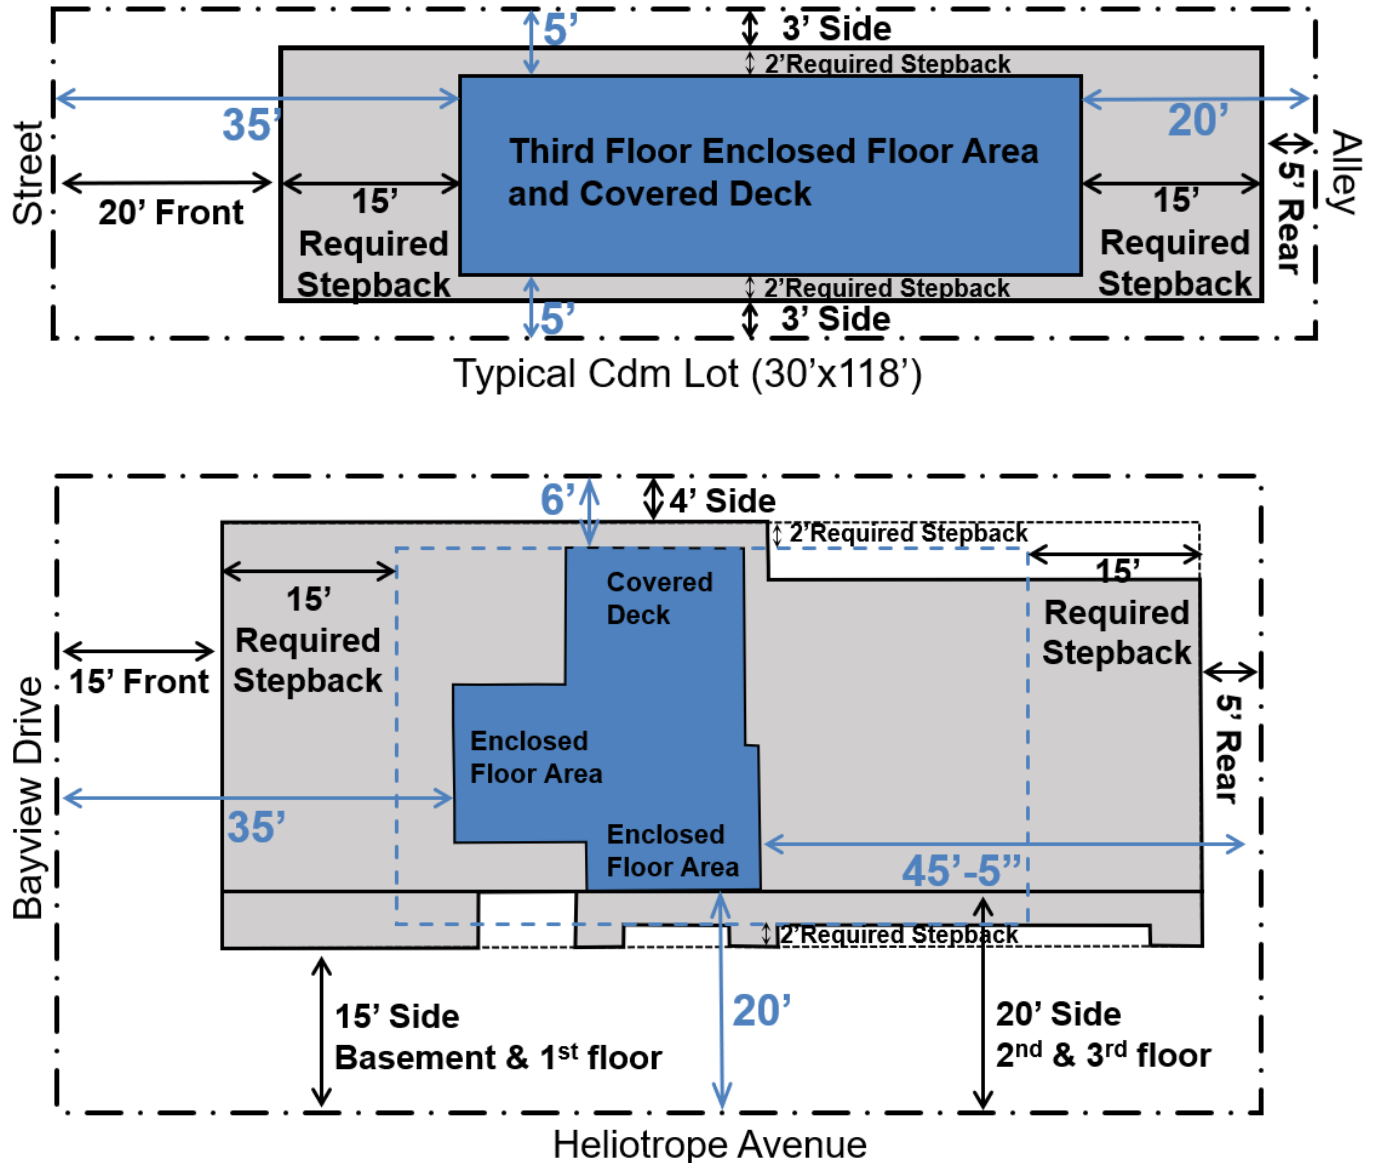 5’
3’ Side
2’Required Stepback
35’
20’
Third Floor Enclosed Floor Area
and Covered Deck
Street
Alley
20’ Front
15’
Required
Stepback
15’
Required
Stepback
5’ Rear
2’Required Stepback
5’
3’ Side
Typical Cdm Lot (30’x118’)
6’
4’ Side
2’Required Stepback
15’
Required
Stepback
Covered
Deck
15’
Required
Stepback
15’ Front
Bayview Drive
Enclosed
Floor Area
5’ Rear
35’
Enclosed
Floor Area
45’-5”
2’Required Stepback
15’ Side
Basement & 1st floor
20’
20’ Side
2nd & 3rd floor
Heliotrope Avenue